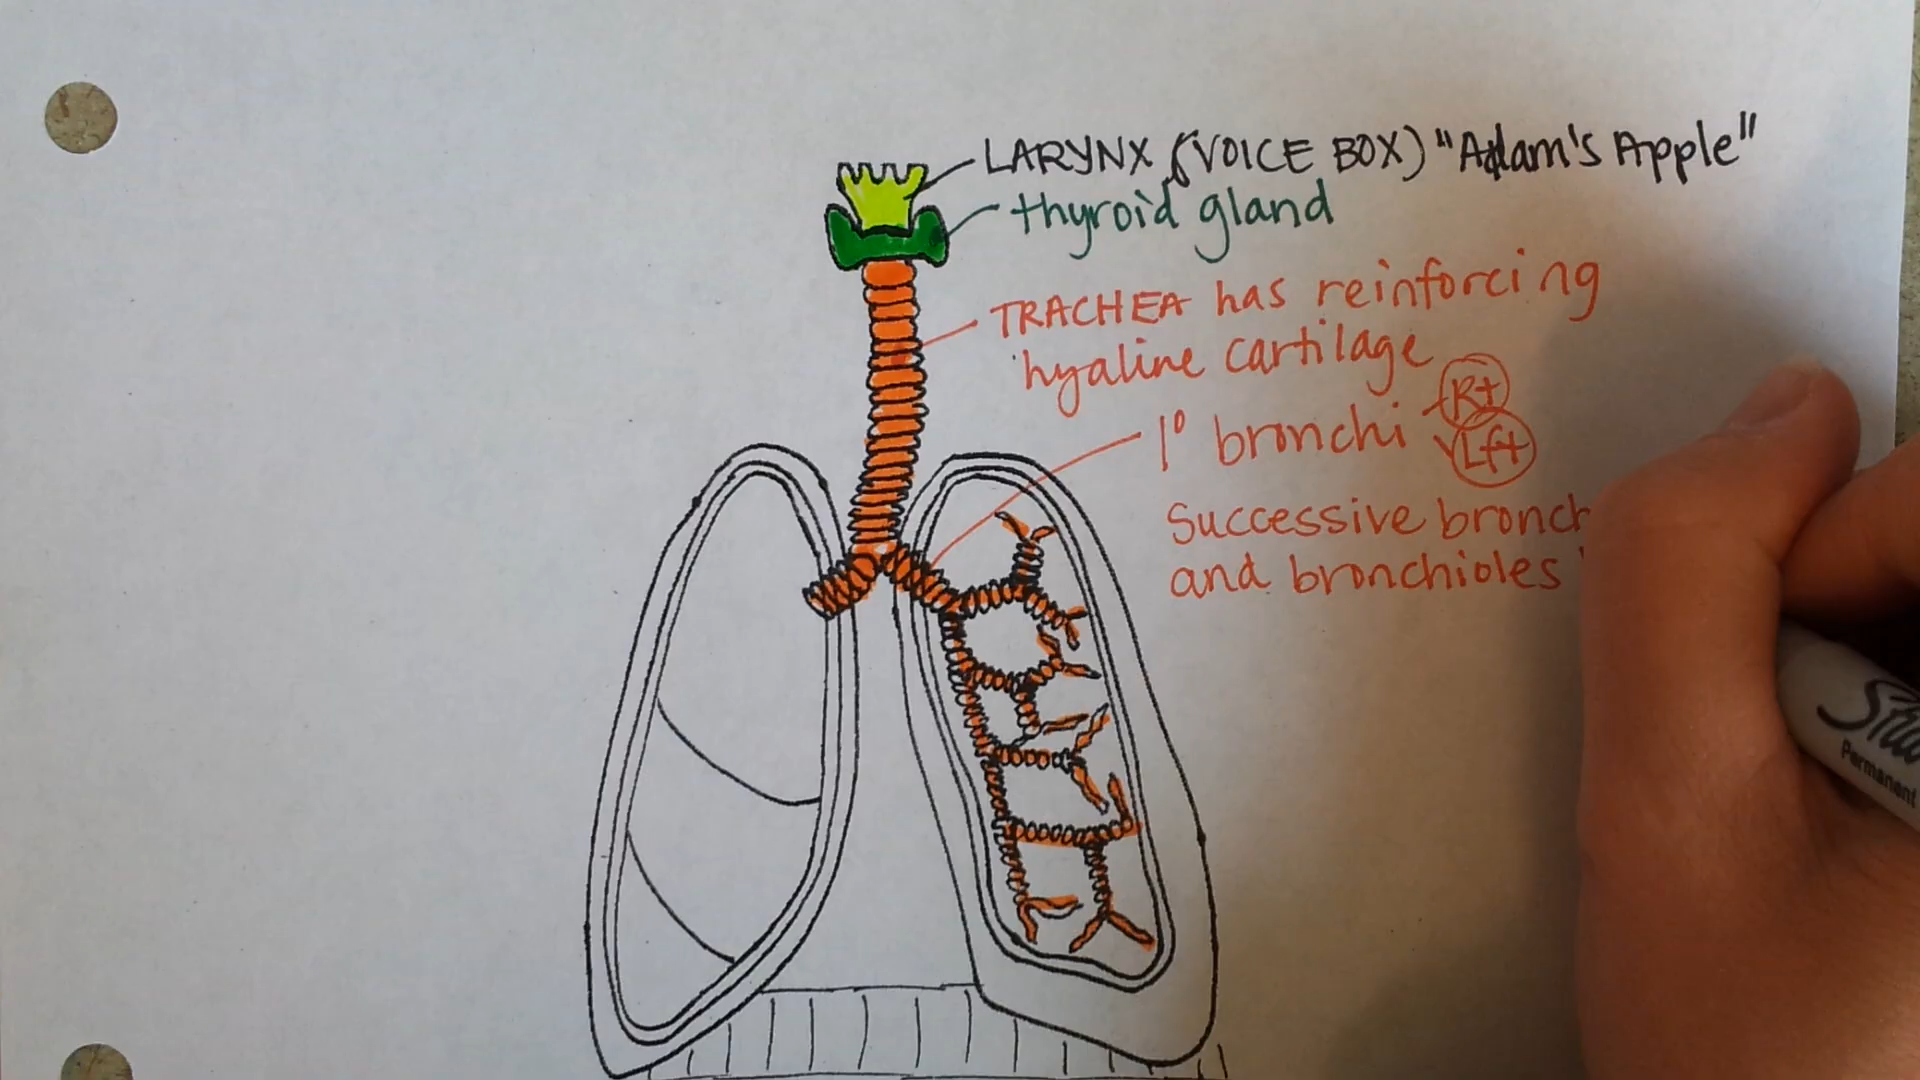 LARYNX (VOICE BOX) "Adam's Apple"
thyroid gland
TRACHEA has reinforcing
hyaline cartilage
1° bronchi Rt
Lft
Successive
and bronchioles
Permanent